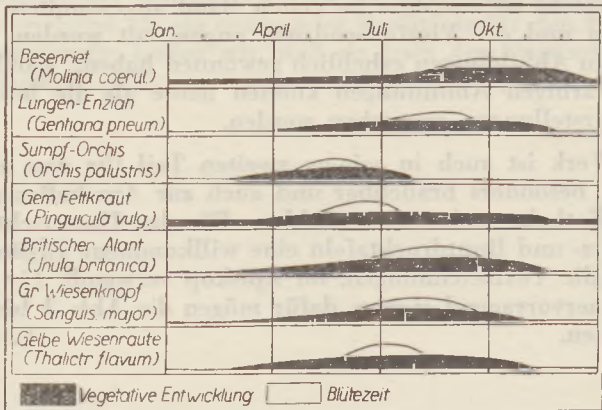 Jan. April Juli Okt.
Besenriet
(Molinia coerul.)
Lungen-Enzian
(Gentiana pneum.)
Sumpf-Orchis
(Orchis palustris)
Gem Fettkraut
(Pinguicula vulg.)
Britischer Alant
(Jnula britanica)
Gr Wiesenknopf
(Sanguis major)
Gelbe Wiesenraute
(Thalictr flavum)
Vegetative Entwicklung Blütezeit